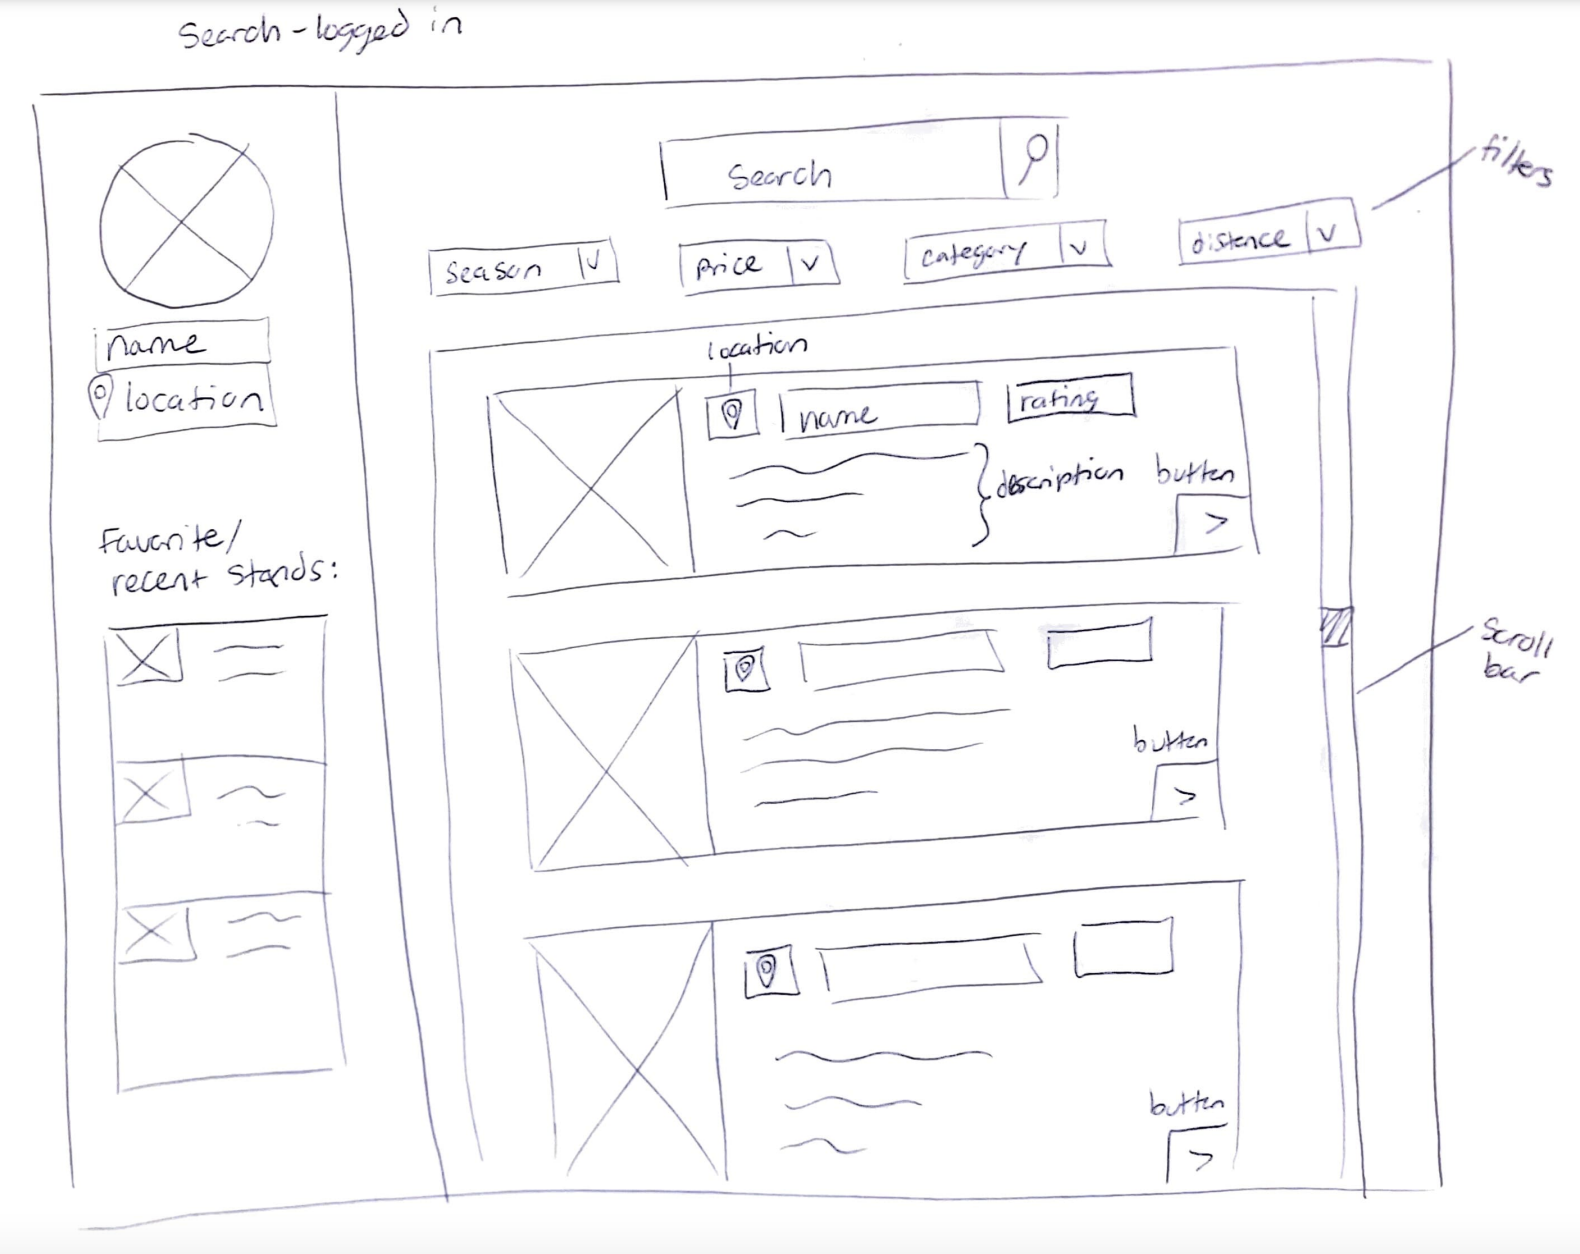 Search-logged in
Search
filters
season
price
category
distence
name
location
location
name
rating
description
button
Favorite/
recent stands:
button
Scroll
bar
button